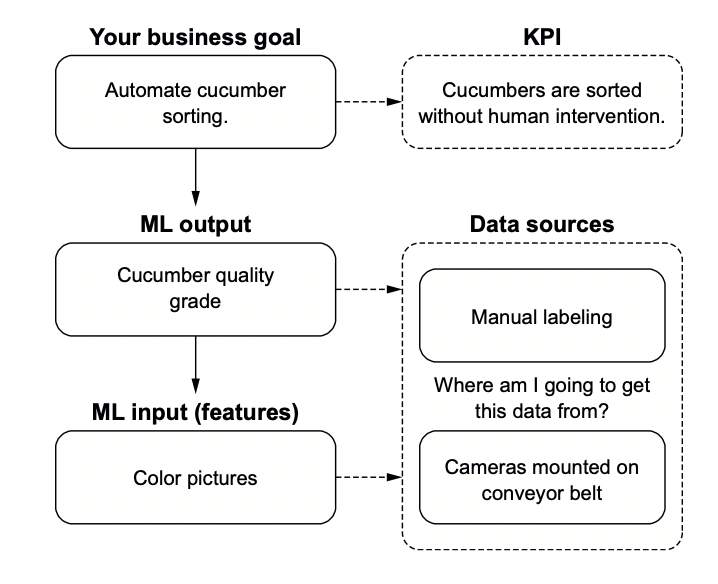 Your business goal
KPI
Automate cucumber
sorting.
Cucumbers are sorted
without human intervention.
ML output
Data sources
Cucumber quality
grade
Manual labeling
Where am I going to get
this data from?
ML input (features)
Color pictures
Cameras mounted on
conveyor belt